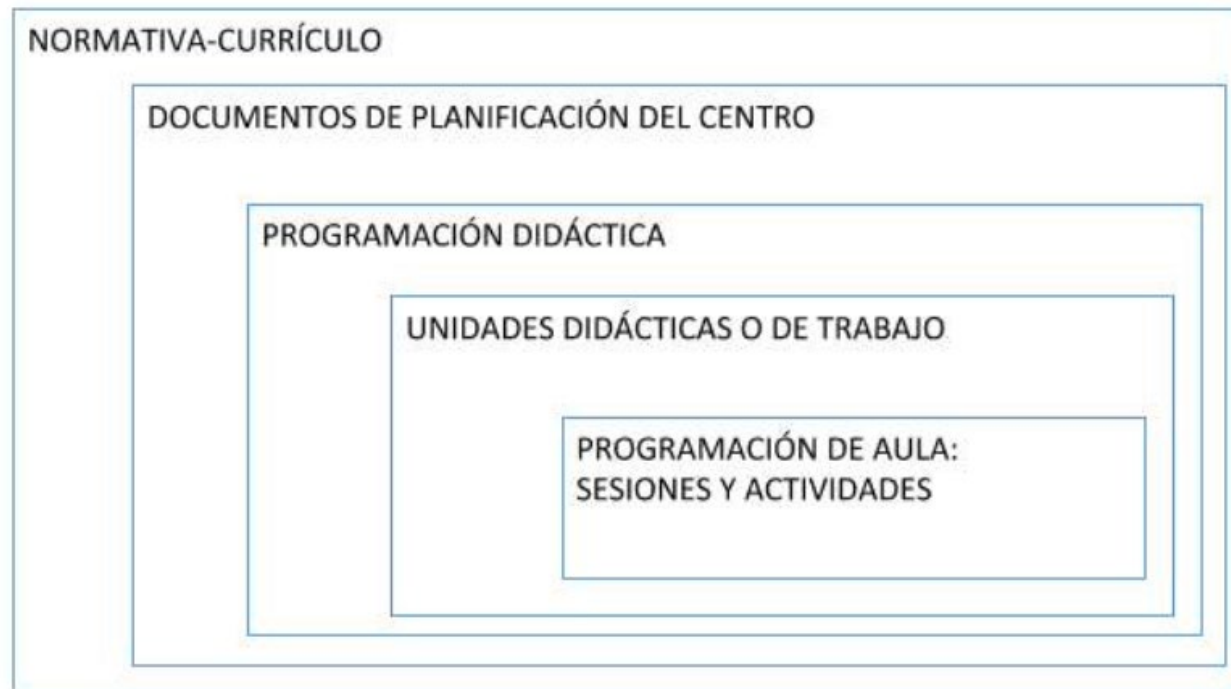 NORMATIVA-CURRÍCULO
DOCUMENTOS DE PLANIFICACIÓN DEL CENTRO
PROGRAMACIÓN DIDÁCTICA
UNIDADES DIDÁCTICAS O DE TRABAJO
PROGRAMACIÓN DE AULA:
SESIONES Y ACTIVIDADES